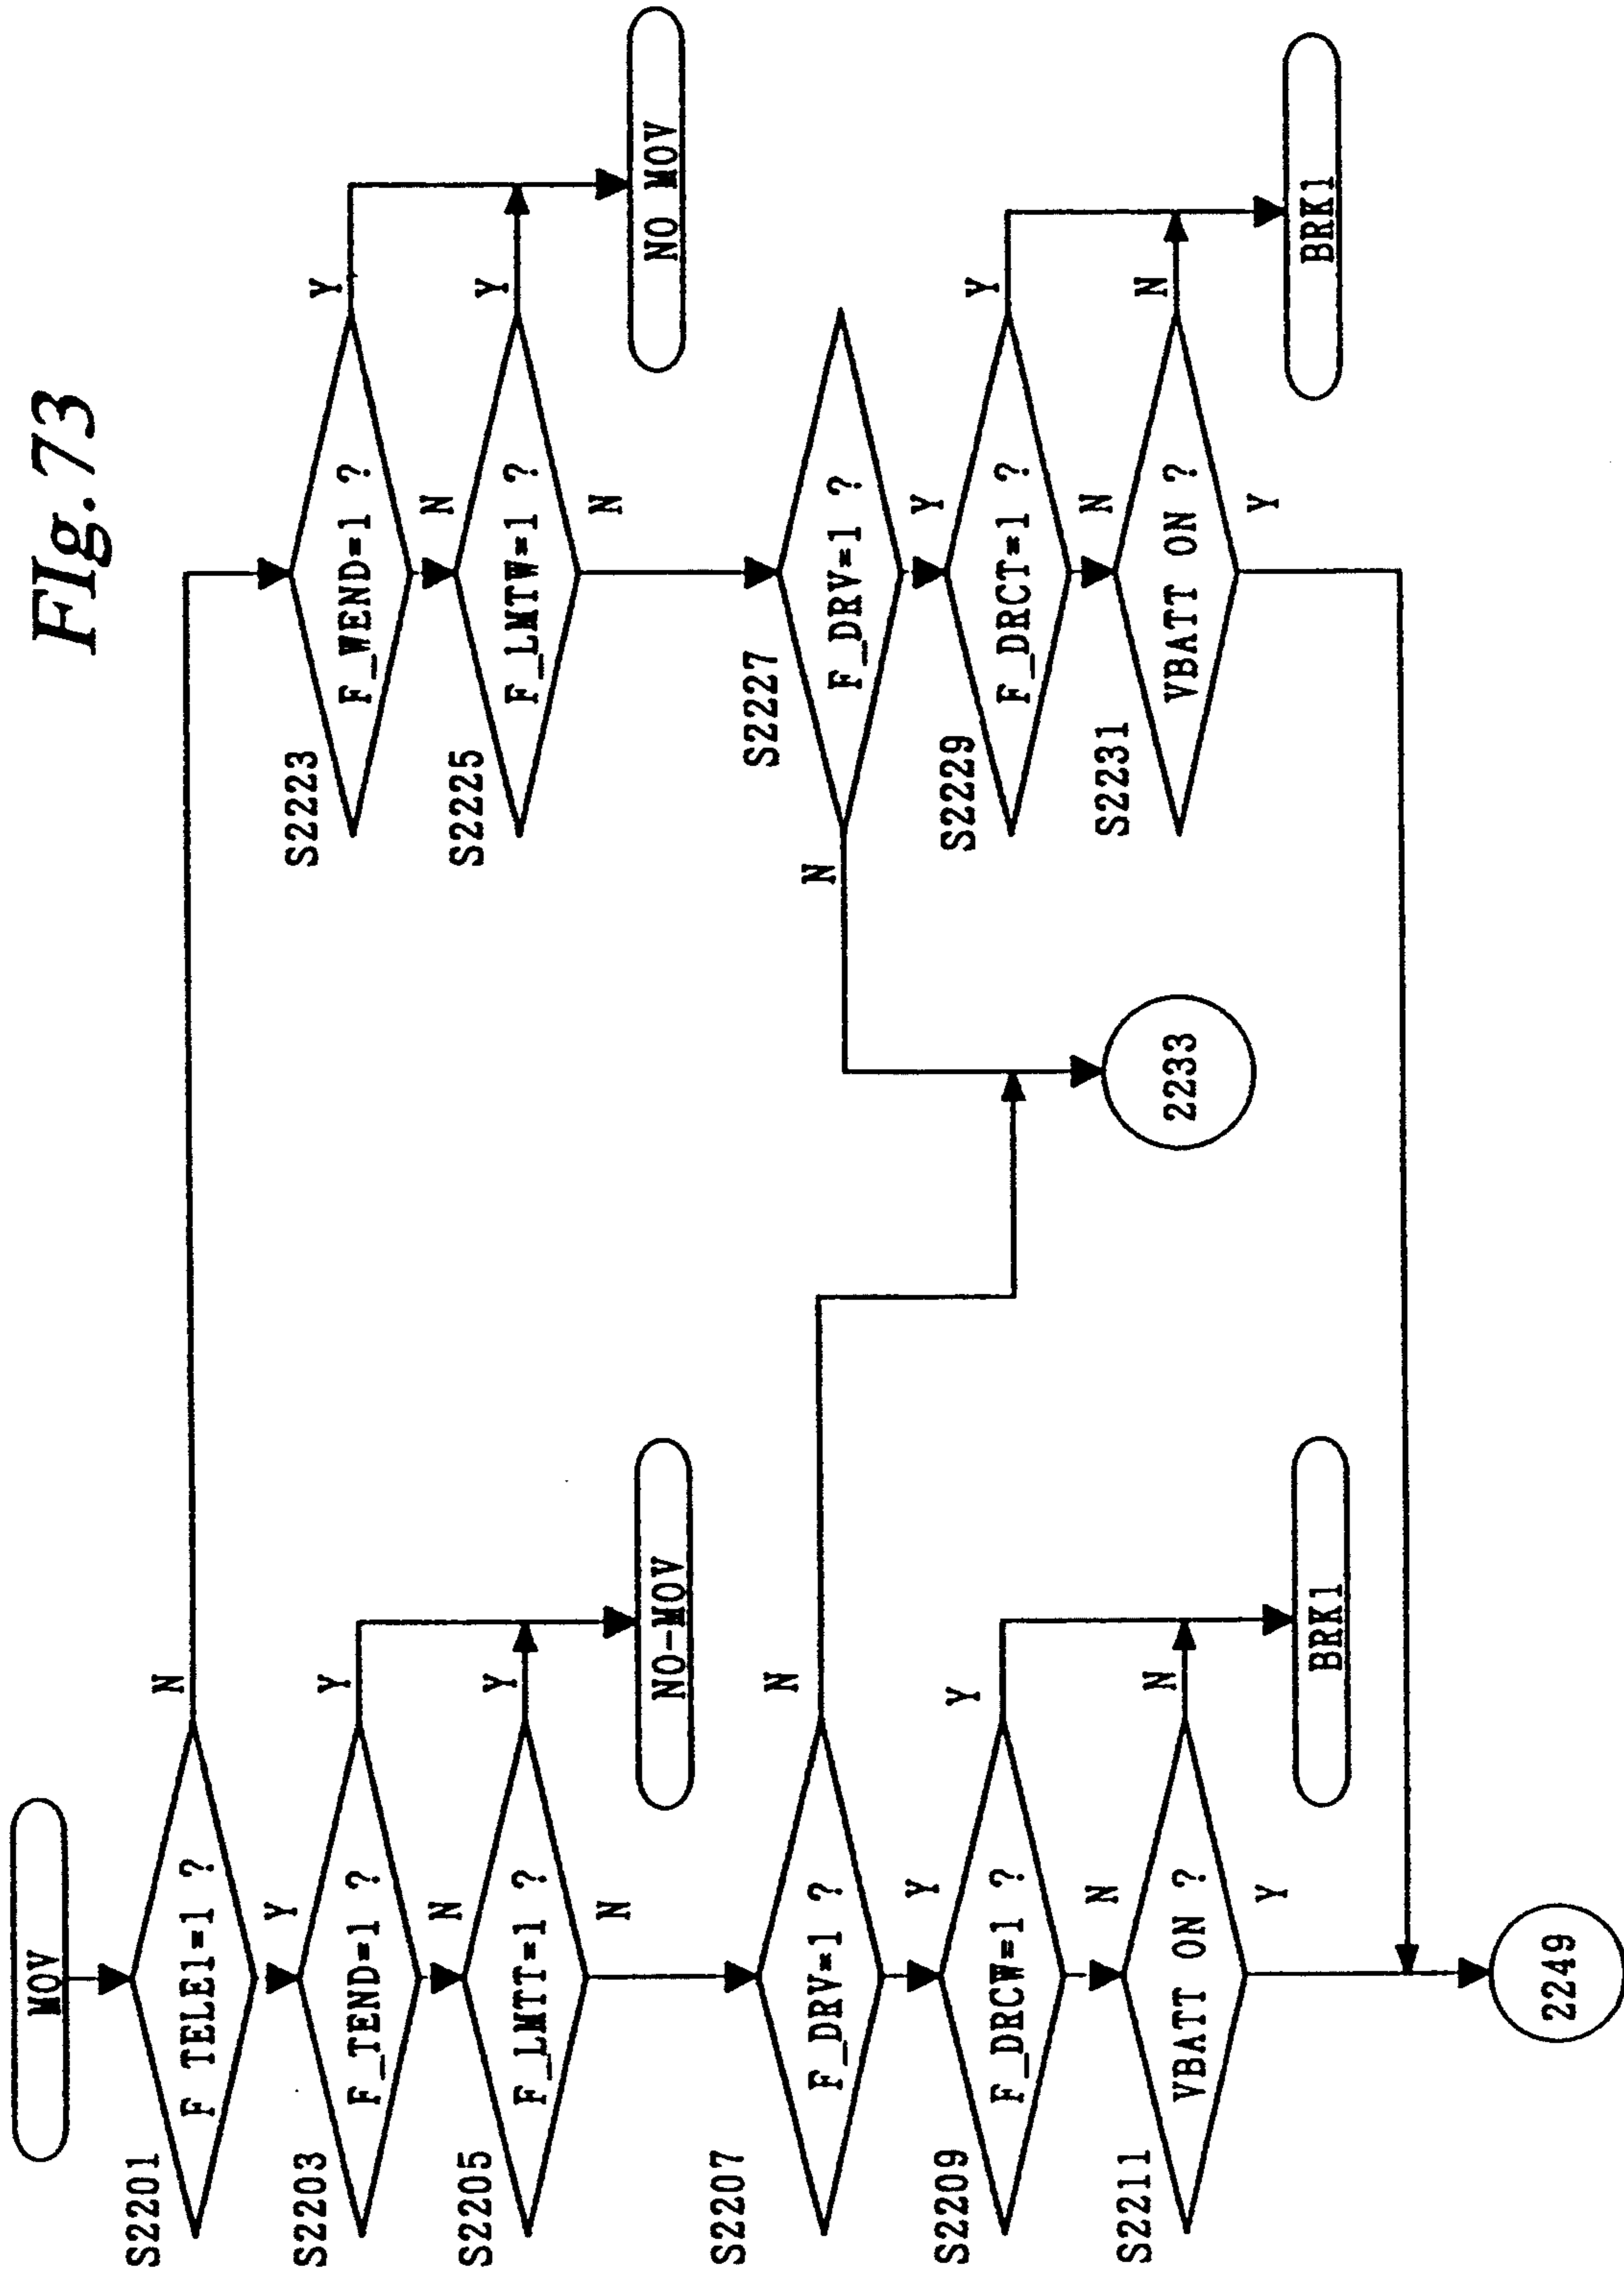 FIg. 73
MOV
S2201
F TELE1=1 ?
N
Y
S2203
F_TEND=1 ?
Y
N
S2205
F_LMTT=1 ?
Y
N
NO-MOV
S2207
F_DRV=1 ?
N
Y
S2209
F_DRCW=1 ?
Y
N
S2211
VBATT ON ?
N
Y
BRK1
2249
2233
S2223
F_WEND=1 ?
Y
N
S2225
F_LMTW=1 ?
Y
N
NO MOV
S2227
F_DRV=1 ?
N
Y
S2229
F_DRCT=1 ?
Y
N
S2231
VBATT ON ?
N
Y
BRK1